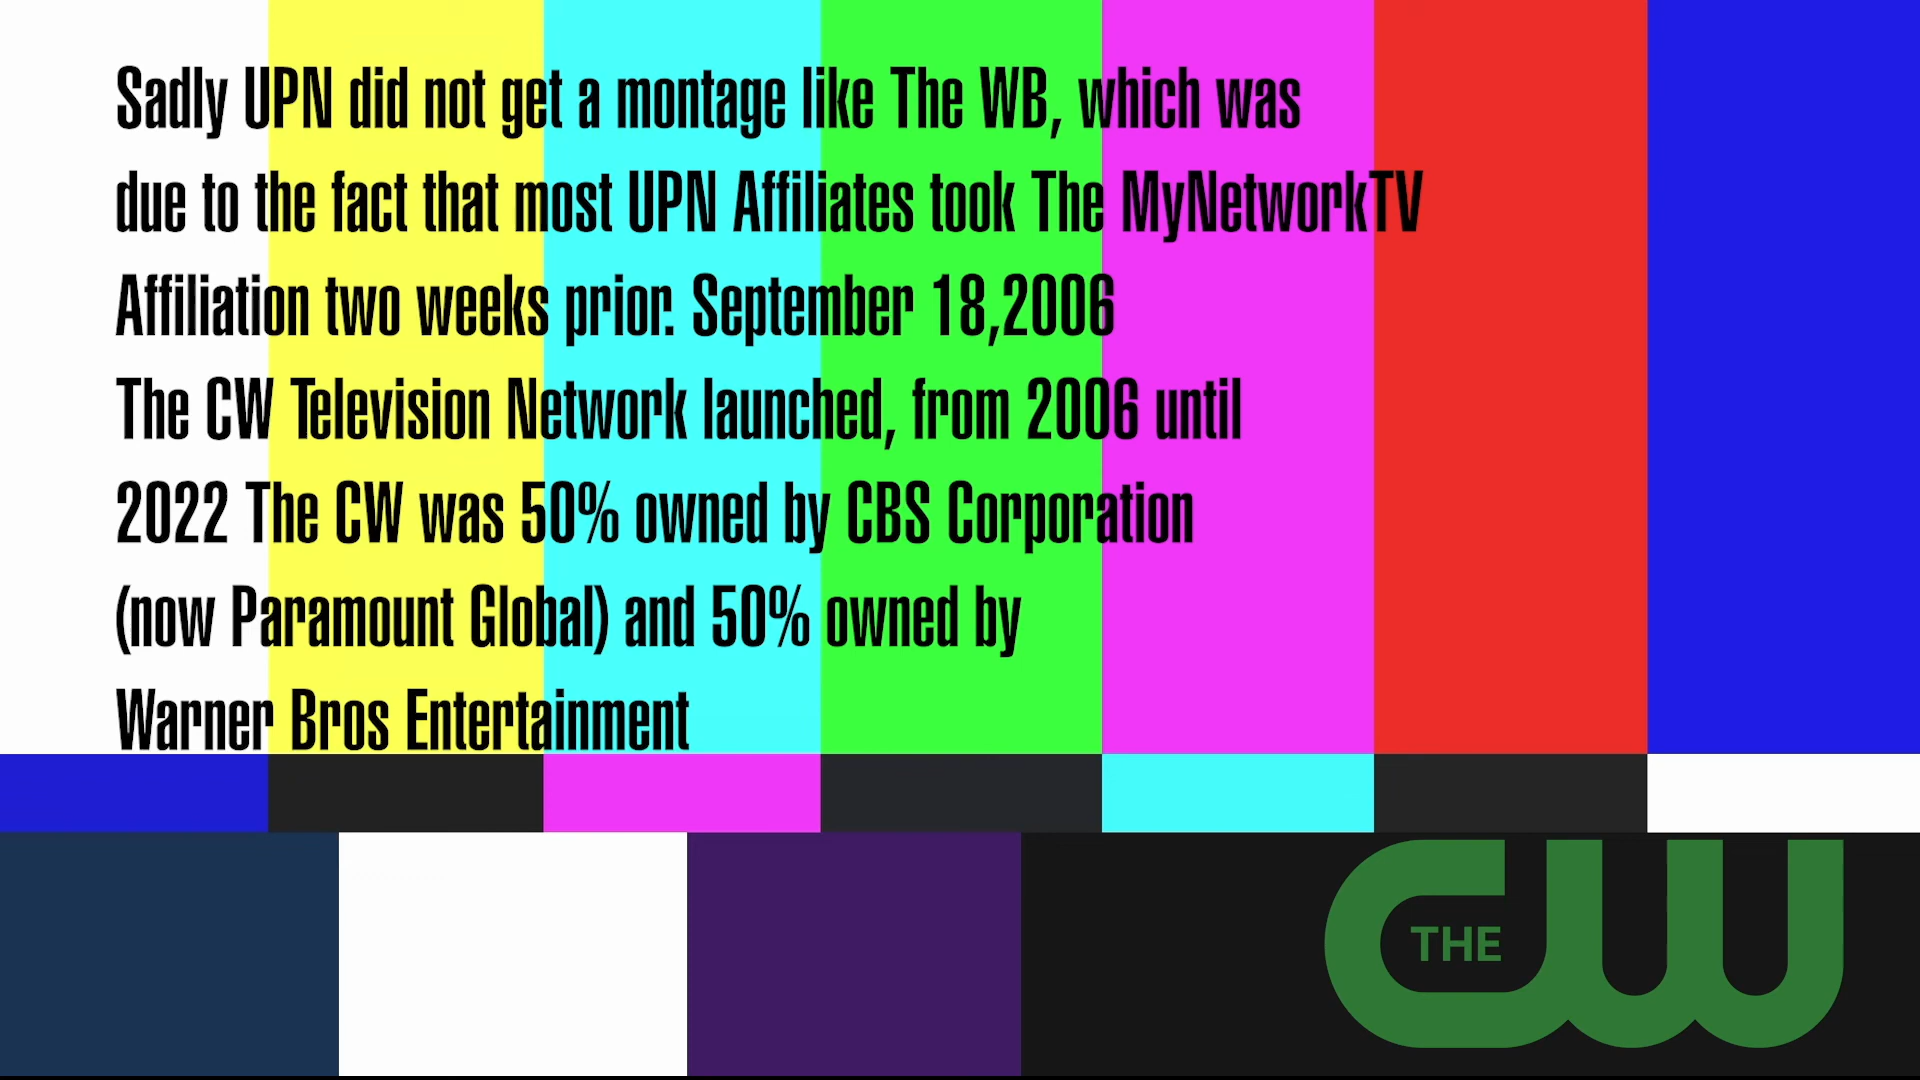 Sadly UPN did not get a montage like The WB, which was
due to the fact that most UPN Affiliates took The MyNetworkTV
Affiliation two weeks prior. September 18,2006
The CW Television Network launched, from 2006 until
2022 The CW was 50% owned by CBS Corporation
(now Paramount Global) and 50% owned by
Warner Bros Entertainment
THE CW